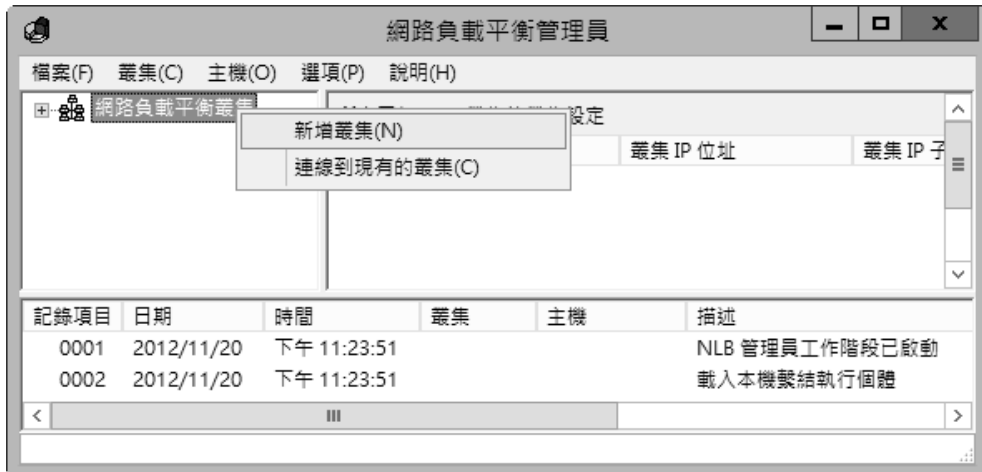 網路負載平衡管理員
檔案(F) 叢集(C) 主機(O) 選項(P) 說明(H)
網路負載平衡叢集
設定
新增叢集(N)
連線到現有的叢集(C)
叢集 IP 位址 叢集 IP 子
記錄項目 日期 時間 叢集 主機 描述
0001 2012/11/20 下午 11:23:51 NLB 管理員工作階段已啟動
0002 2012/11/20 下午 11:23:51 載入本機繫結執行個體